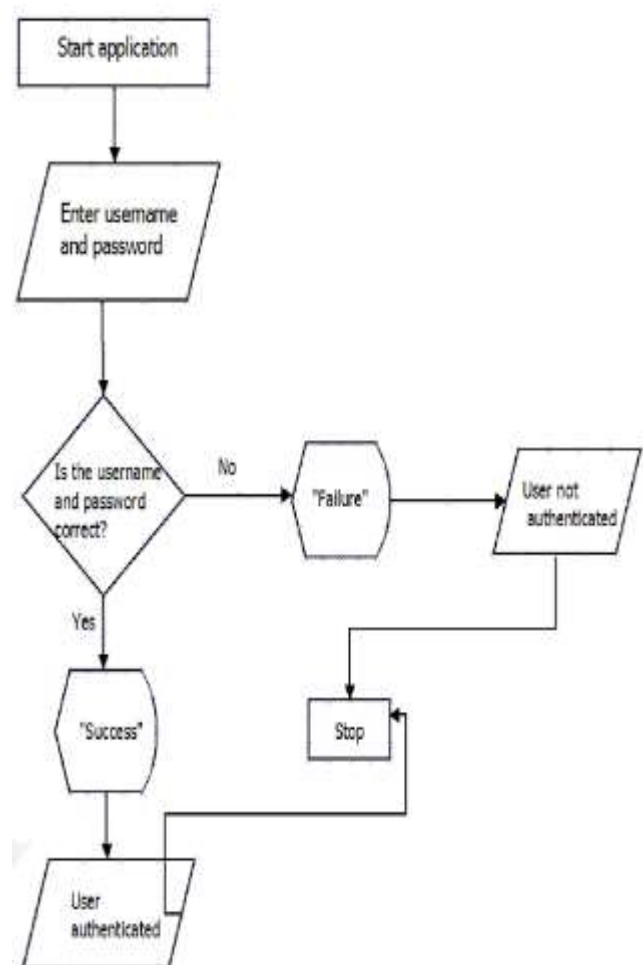 Start application
Enter username
and password
Is the username
and password
correct?
No
"Failure"
User not
authenticated
Yes
"Success"
Stop
User
authenticated